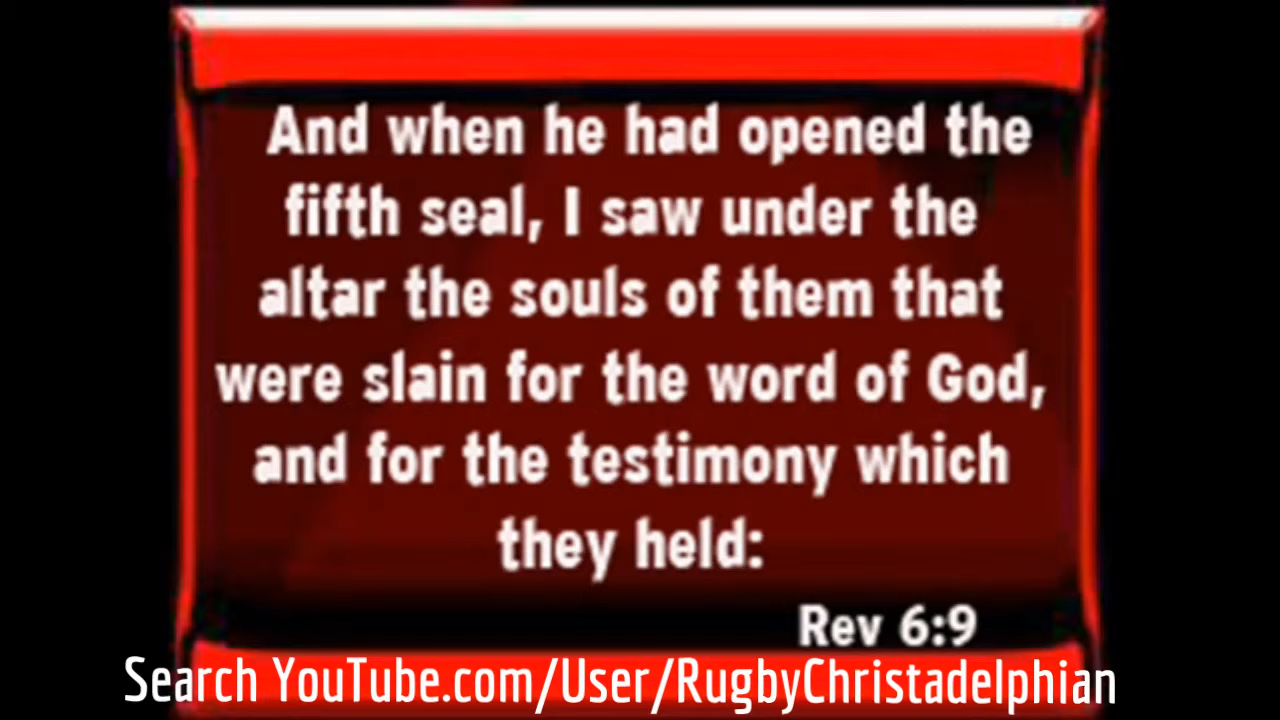 And when he had opened the
fifth seal, I saw under the
altar the souls of them that
were slain for the word of God,
and for the testimony which
they held:
Rev 6:9
Search YouTube.com/User/RugbyChristadelphian